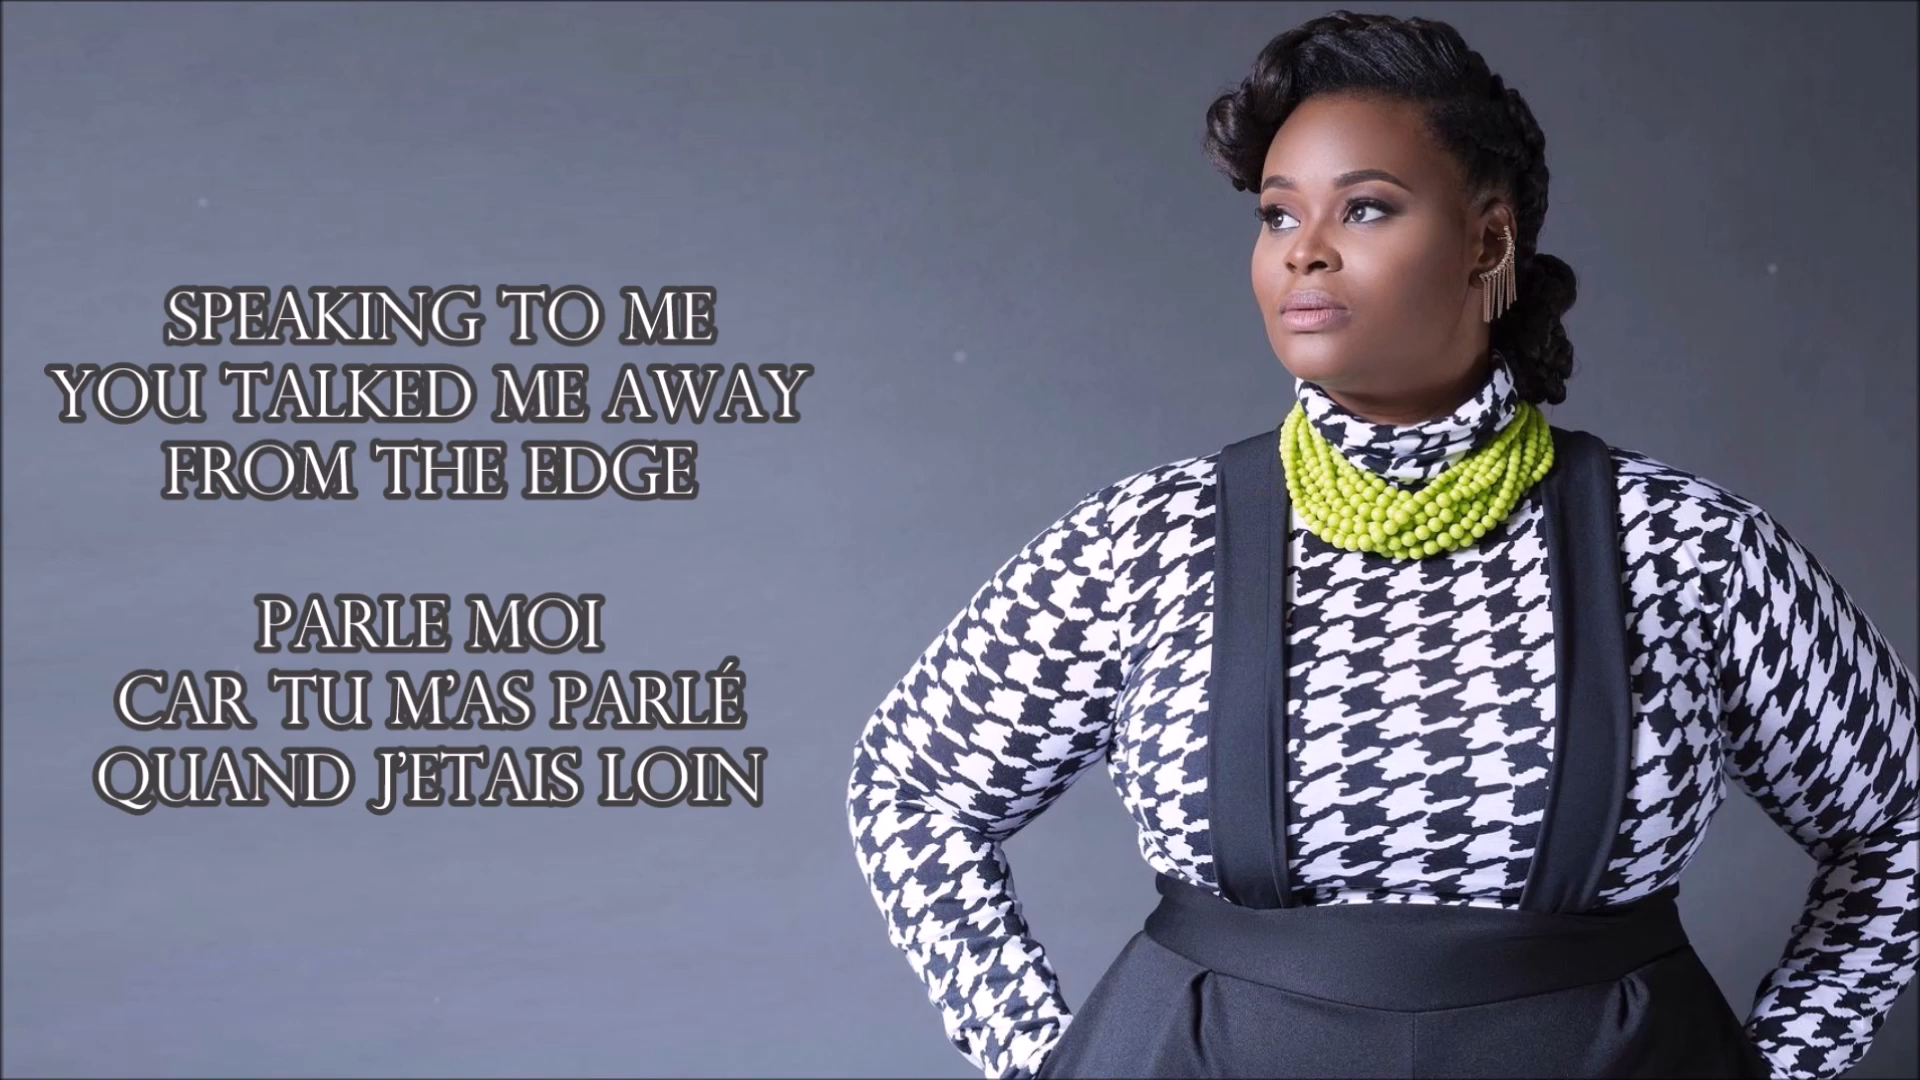 SPEAKING TO ME
YOU TALKED ME AWAY
FROM THE EDGE
PARLE MOI
CAR TU M'AS PARLÉ
QUAND J'ETAIS LOIN